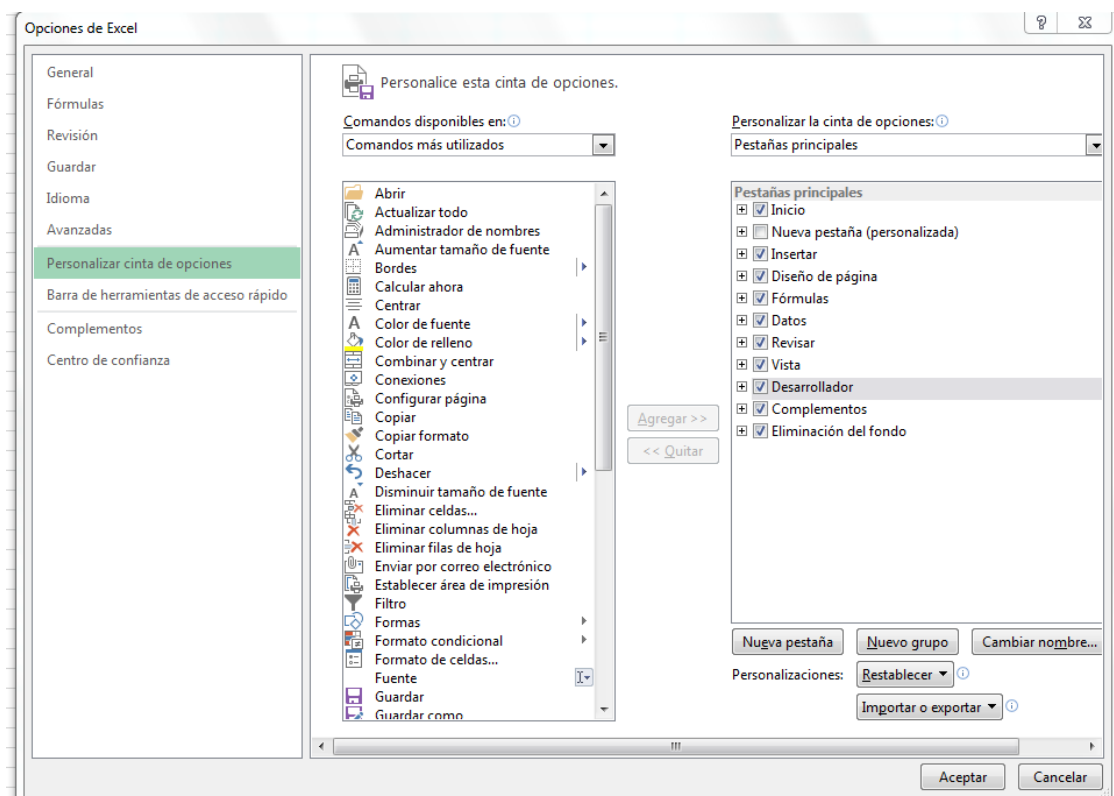 Opciones de Excel
General
Fórmulas
Revisión
Guardar
Idioma
Avanzadas
Personalizar cinta de opciones
Barra de herramientas de acceso rápido
Complementos
Centro de confianza
Personalice esta cinta de opciones.
Comandos disponibles en:
Comandos más utilizados
Abrir
Actualizar todo
Administrador de nombres
Aumentar tamaño de fuente
Bordes
Calcular ahora
Centrar
Color de fuente
Color de relleno
Combinar y centrar
Conexiones
Configurar página
Copiar
Copiar formato
Cortar
Deshacer
Disminuir tamaño de fuente
Eliminar celdas...
Eliminar columnas de hoja
Eliminar filas de hoja
Enviar por correo electrónico
Establecer área de impresión
Filtro
Formas
Formato condicional
Formato de celdas...
Fuente
Guardar
Guardar como
Agregar >>
<< Quitar
Personalizar la cinta de opciones:
Pestañas principales
Pestañas principales
Inicio
Nueva pestaña (personalizada)
Insertar
Diseño de página
Fórmulas
Datos
Revisar
Vista
Desarrollador
Complementos
Eliminación del fondo
Nueva pestaña
Nuevo grupo
Cambiar nombre...
Personalizaciones:
Restablecer
Importar o exportar
Aceptar
Cancelar